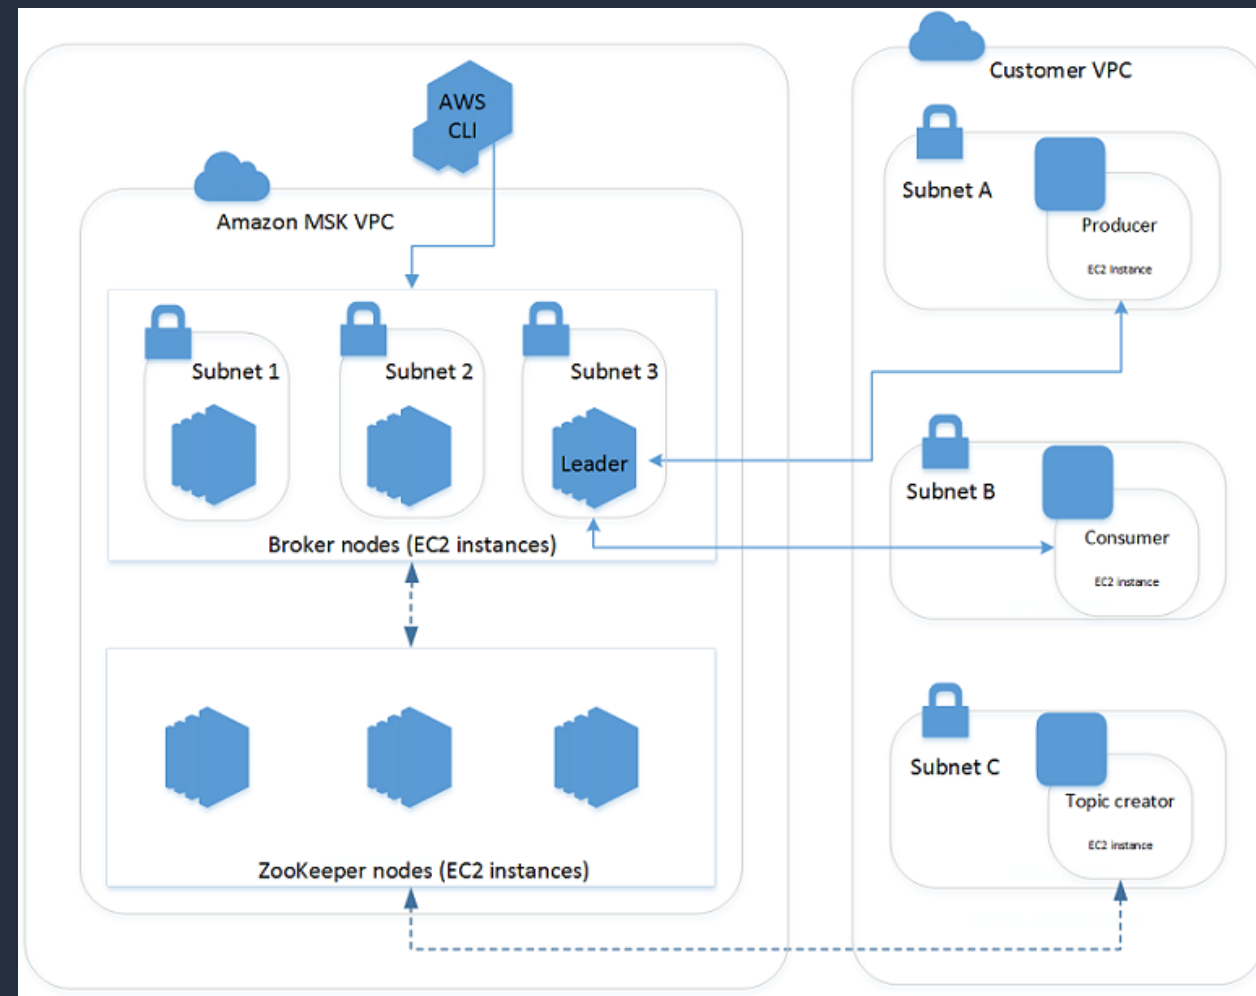 AWS
CLI
Amazon MSK VPC
Subnet 1
Subnet 2
Subnet 3
Leader
Broker nodes (EC2 instances)
ZooKeeper nodes (EC2 instances)
Customer VPC
Subnet A
Producer
EC2 Instance
Subnet B
Consumer
EC2 instance
Subnet C
Topic creator
EC2 instance